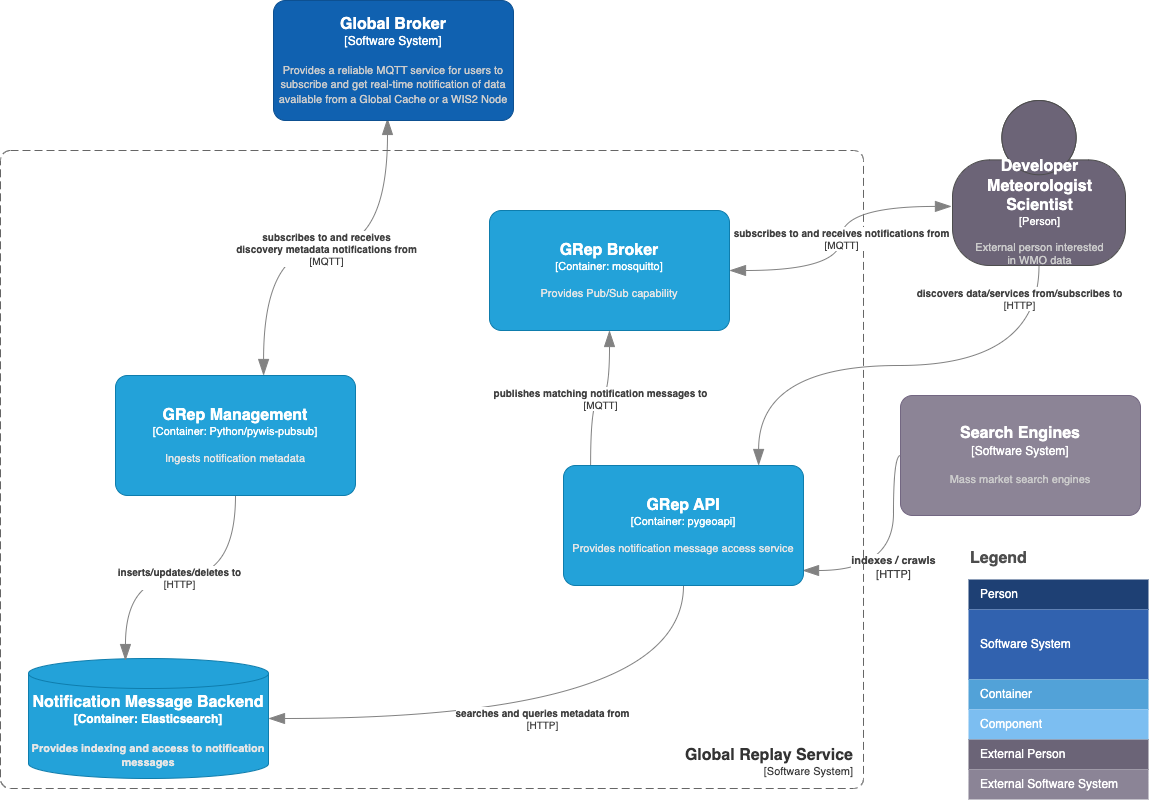 Global Broker
[Software System]
Provides a reliable MQTT service for users to
subscribe and get real-time notification of data
available from a Global Cache or a WIS2 Node
Developer
Meteorologist
Scientist
[Person]
External person interested
in WMO data
subscribes to and receives
discovery metadata notifications from
[MQTT]
GRep Broker
[Container: mosquitto]
Provides Pub/Sub capability
subscribes to and receives notifications from
[MQTT]
discovers data/services from/subscribes to
[HTTP]
GRep Management
[Container: Python/pywis-pubsub]
Ingests notification metadata
publishes matching notification messages to
[MQTT]
Search Engines
[Software System]
Mass market search engines
GRep API
[Container: pygeoapi]
Provides notification message access service
indexes / crawls
[HTTP]
inserts/updates/deletes to
[HTTP]
Notification Message Backend
[Container: Elasticsearch]
Provides indexing and access to notification
messages
searches and queries metadata from
[HTTP]
Global Replay Service
[Software System]
Legend
Person
Software System
Container
Component
External Person
External Software System